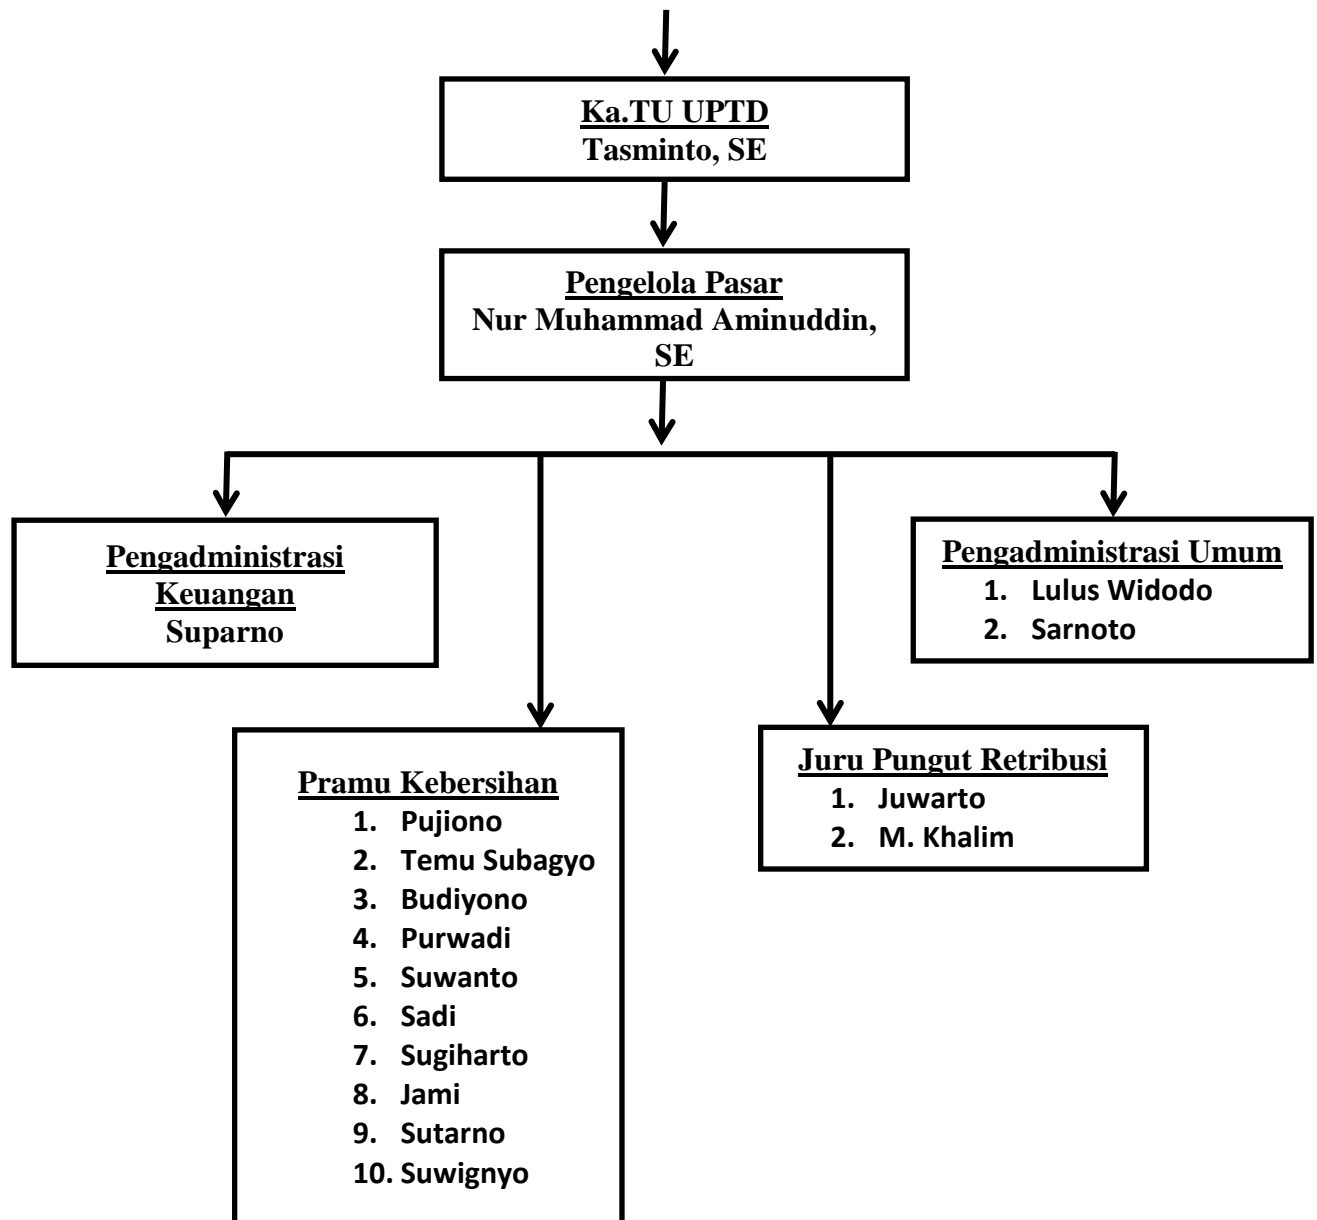 Ka.TU UPTD
Tasminto, SE
Pengelola Pasar
Nur Muhammad Aminuddin,
SE
Pengadministrasi
Keuangan
Suparno
Pengadministrasi Umum
1. Lulus Widodo
2. Sarnoto
Pramu Kebersihan
1. Pujiono
2. Temu Subagyo
3. Budiyono
4. Purwadi
5. Suwanto
6. Sadi
7. Sugiharto
8. Jami
9. Sutarno
10. Suwignyo
Juru Pungut Retribusi
1. Juwarto
2. M. Khalim